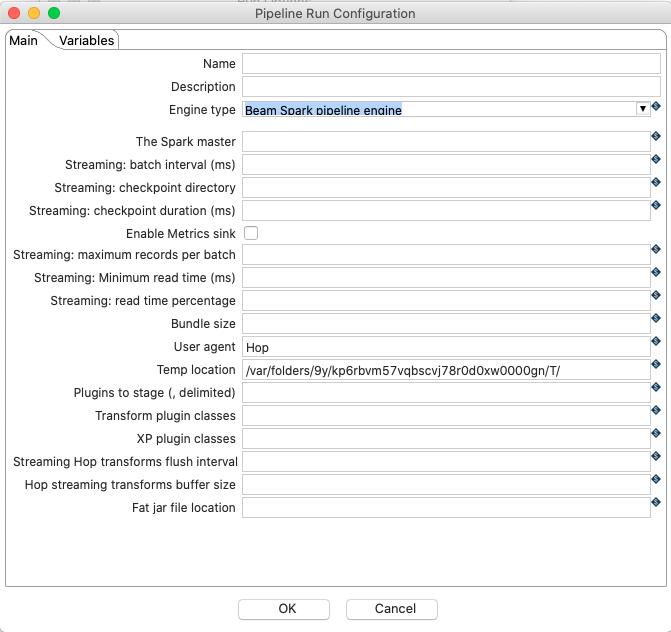 Pipeline Run Configuration
Main Variables
Name
Description
Engine type Beam Spark pipeline engine
The Spark master
Streaming: batch interval (ms)
Streaming: checkpoint directory
Streaming: checkpoint duration (ms)
Enable Metrics sink
Streaming: maximum records per batch
Streaming: Minimum read time (ms)
Streaming: read time percentage
Bundle size
User agent Hop
Temp location /var/folders/9y/kp6rbvm57vqbscvj78r0d0xw0000gn/T/
Plugins to stage (, delimited)
Transform plugin classes
XP plugin classes
Streaming Hop transforms flush interval
Hop streaming transforms buffer size
Fat jar file location
OK Cancel